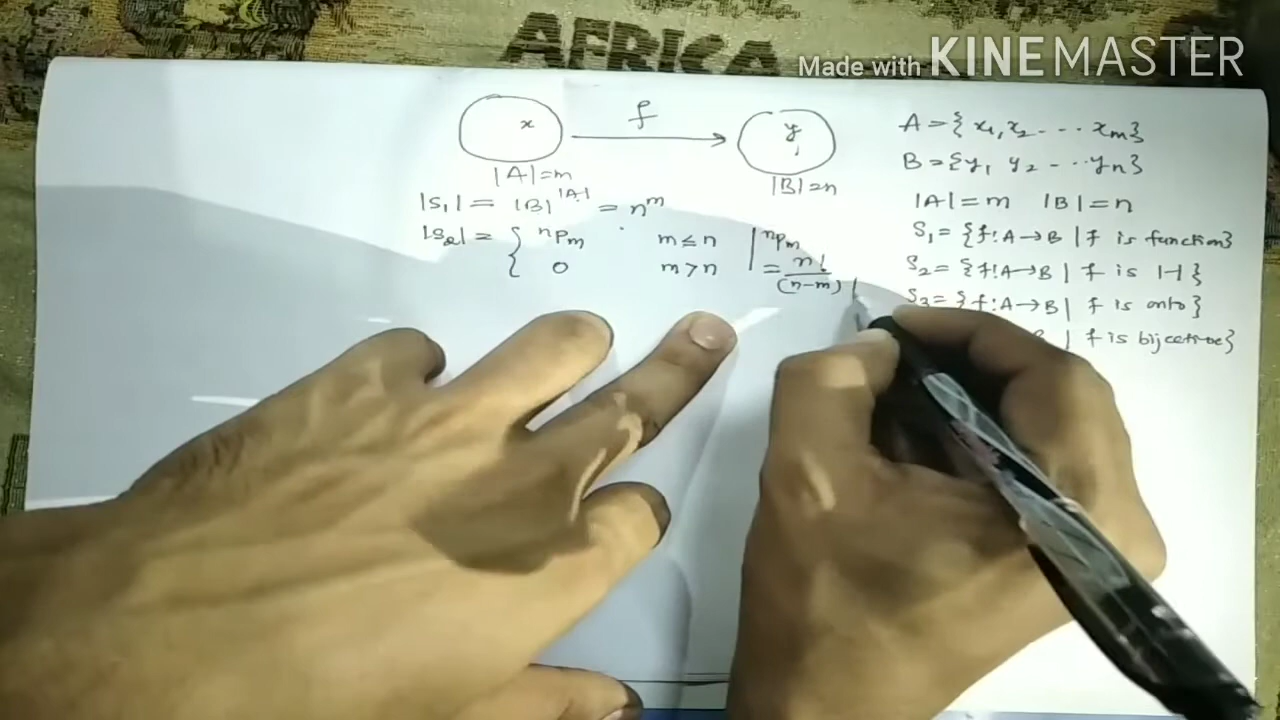 AFRICA
Made with KINEMASTER
x f y
|A|=m |B|=n
|S₁| = |B|^|A| = n^m
|S₂| = { ⁿPₘ m ≤ n
0 m > n
ⁿPₘ
= n!
(n-m)
A = { x₁, x₂ - - - xₘ}
B = {y₁ y₂ - - - yₙ}
|A| = m |B| = n
S₁ = {f: A → B | f is function}
S₂ = {f: A → B | f is 1-1}
S₃ = {f: A → B | f is onto}
B | f is bijcetive}